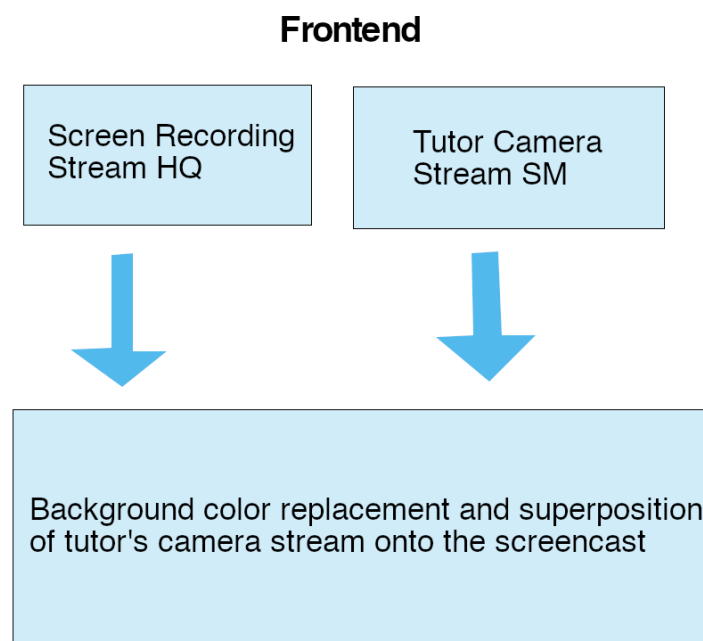 Frontend
Screen Recording
Stream HQ
Tutor Camera
Stream SM
Background color replacement and superposition
of tutor's camera stream onto the screencast